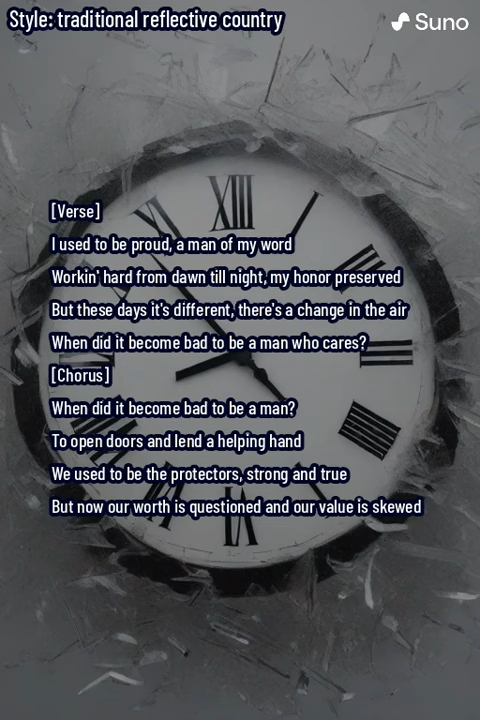 Style: traditional reflective country
Suno
[Verse]
I used to be proud, a man of my word
Workin' hard from dawn till night, my honor preserved
But these days it's different, there's a change in the air
When did it become bad to be a man who cares?
[Chorus]
When did it become bad to be a man?
To open doors and lend a helping hand
We used to be the protectors, strong and true
But now our worth is questioned and our value is skewed